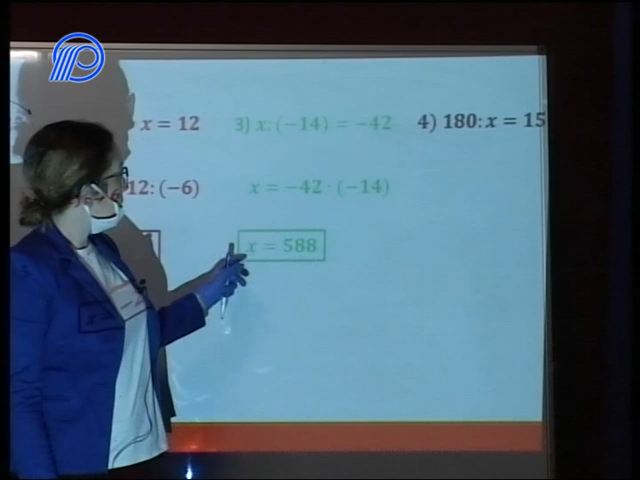 x = 12
3) x:(−14) = −42
4) 180:x = 15
12:(−6)
x = −42 · (−14)
x = 588